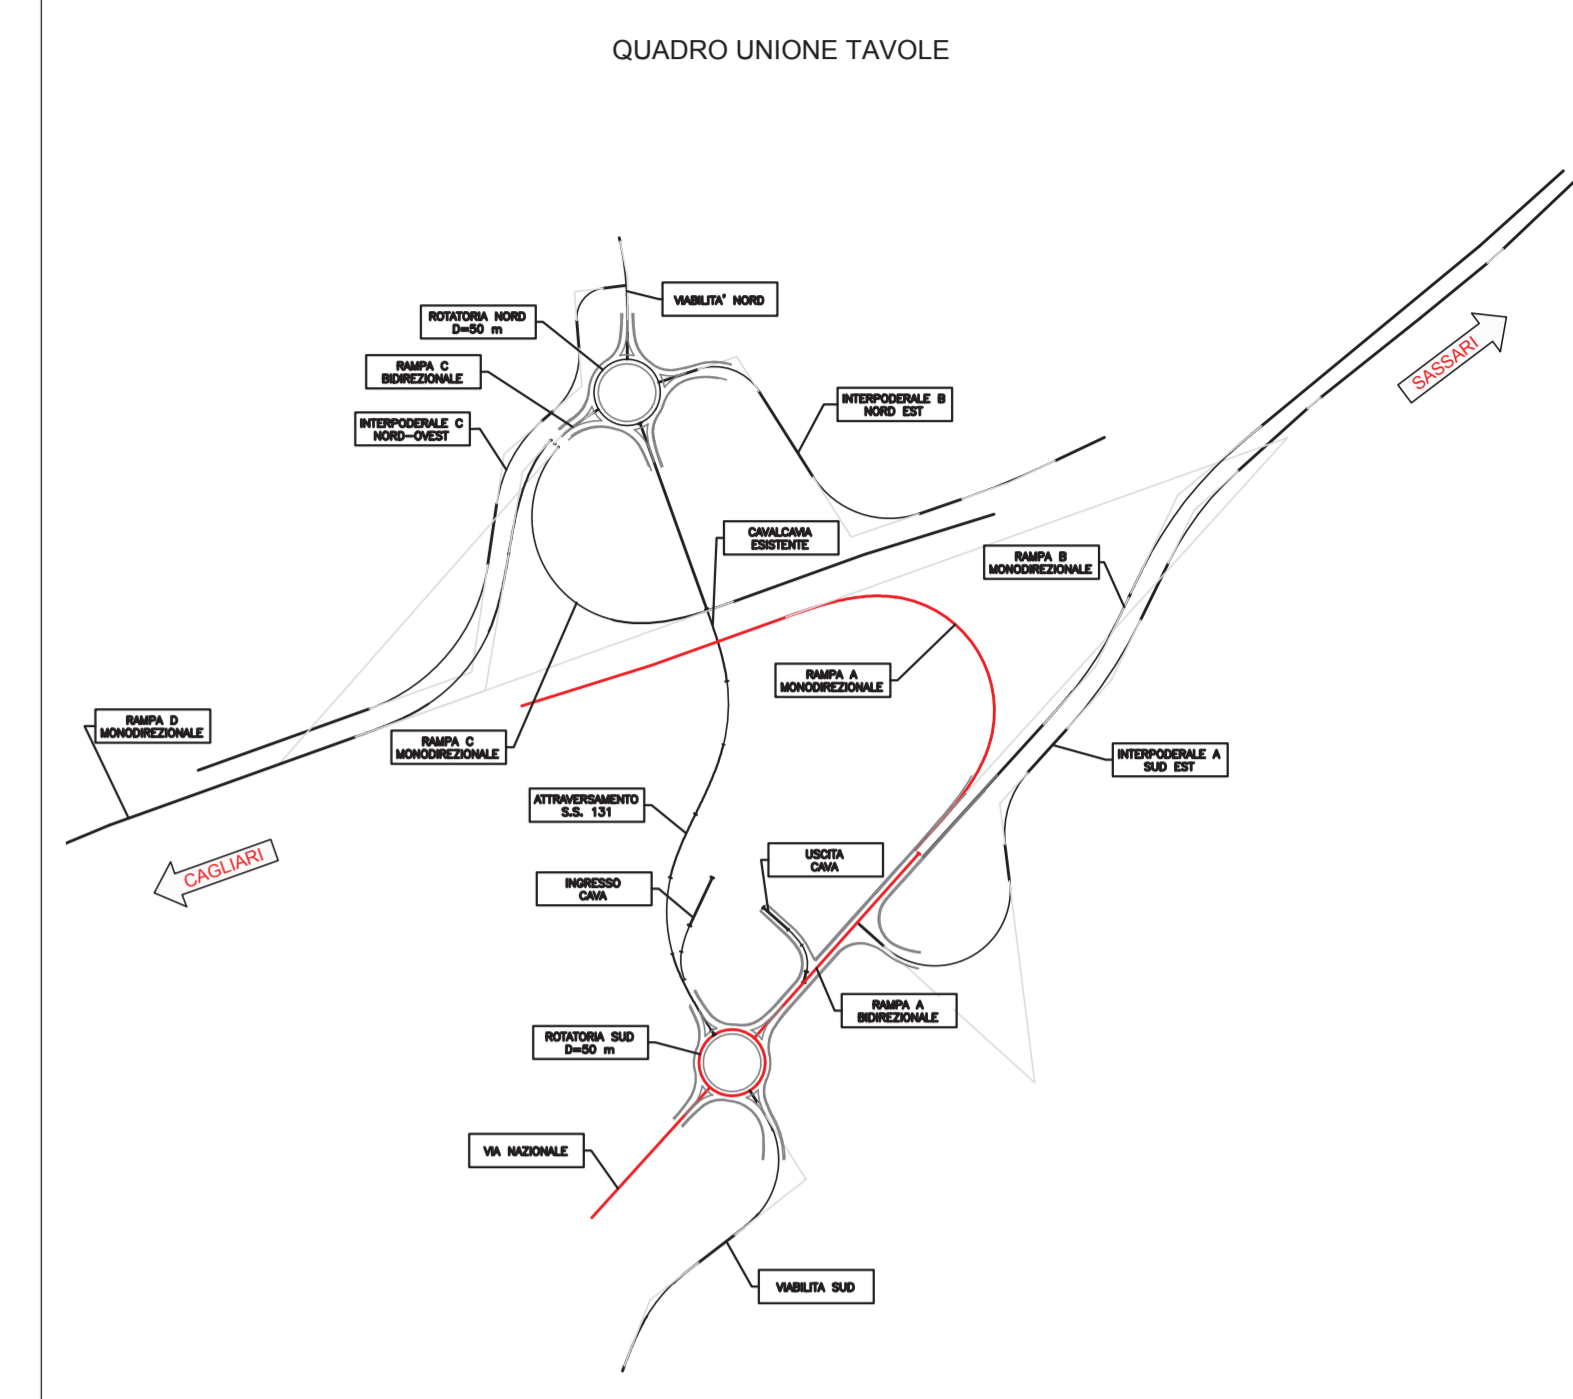 QUADRO UNIONE TAVOLE
VIABILITA' NORD
ROTATORIA NORD
D=50 m
SASSARI
RAMPA C
BIDIREZIONALE
INTERPODERALE B
NORD EST
INTERPODERALE C
NORD-OVEST
CAVALCAVIA
ESISTENTE
RAMPA B
MONODIREZIONALE
RAMPA A
MONODIREZIONALE
RAMPA D
MONODIREZIONALE
RAMPA C
MONODIREZIONALE
INTERPODERALE A
SUD EST
ATTRAVERSAMENTO
S.S. 131
CAGLIARI
USCITA
CAVA
INGRESSO
CAVA
RAMPA A
BIDIREZIONALE
ROTATORIA SUD
D=50 m
VIA NAZIONALE
VIABILITA SUD